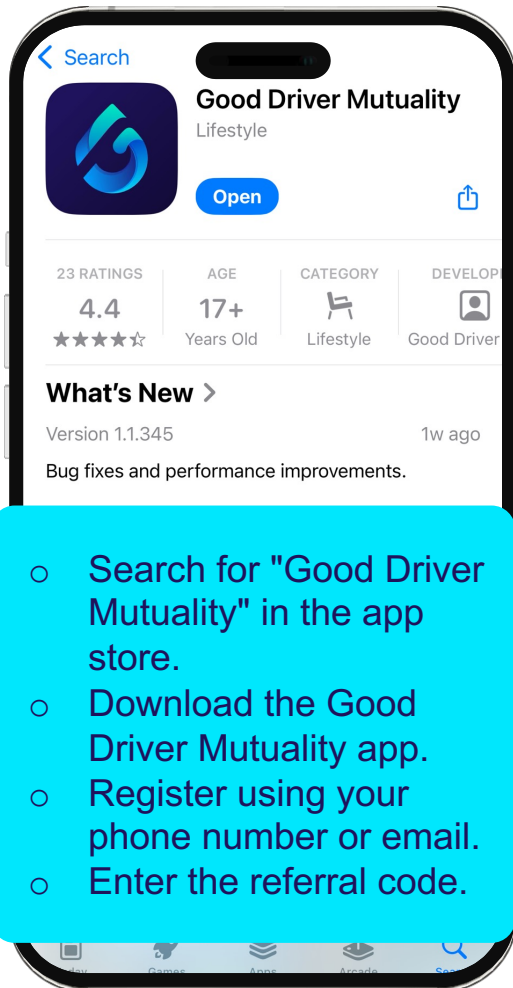 Search
Good Driver Mutuality
Lifestyle
Open
23 RATINGS
AGE
CATEGORY
4.4
17+
Years Old
Lifestyle
Good Driver
What's New
Version 1.1.345
1w ago
Bug fixes and performance improvements.
○ Search for "Good Driver
Mutuality" in the app
store.
○ Download the Good
Driver Mutuality app.
○ Register using your
phone number or email.
○ Enter the referral code.
Games
Apps
Arcade